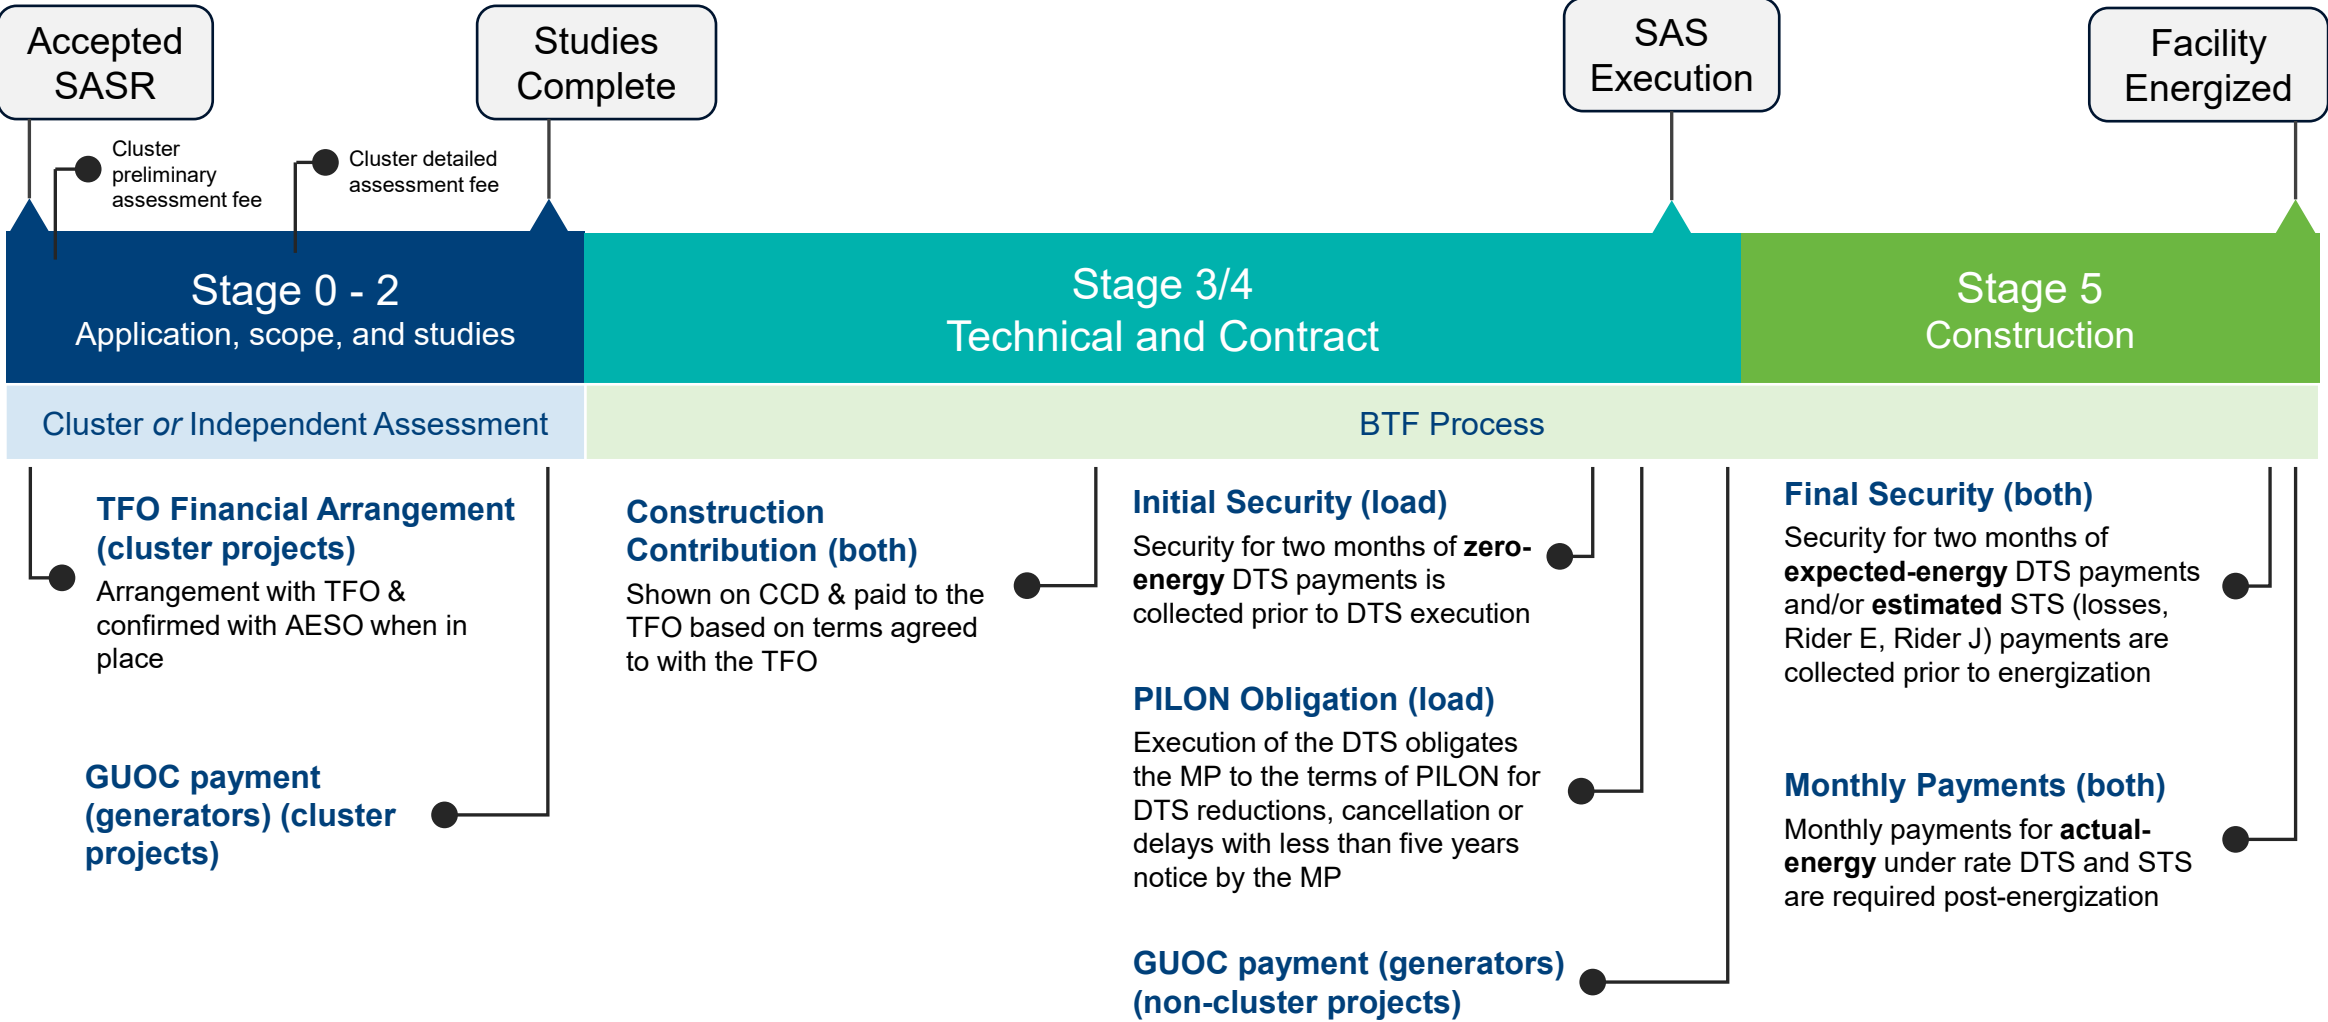 Accepted
SASR
Studies
Complete
SAS
Execution
Facility
Energized
Cluster
preliminary
assessment fee
Cluster detailed
assessment fee
Stage 0 - 2
Application, scope, and studies
Stage 3/4
Technical and Contract
Stage 5
Construction
Cluster or Independent Assessment
BTF Process
TFO Financial Arrangement
(cluster projects)
Arrangement with TFO &
confirmed with AESO when in
place
GUOC payment
(generators) (cluster
projects)
Construction
Contribution (both)
Shown on CCD & paid to the
TFO based on terms agreed
to with the TFO
Initial Security (load)
Security for two months of zero-
energy DTS payments is
collected prior to DTS execution
PILON Obligation (load)
Execution of the DTS obligates
the MP to the terms of PILON for
DTS reductions, cancellation or
delays with less than five years
notice by the MP
GUOC payment (generators)
(non-cluster projects)
Final Security (both)
Security for two months of
expected-energy DTS payments
and/or estimated STS (losses,
Rider E, Rider J) payments are
collected prior to energization
Monthly Payments (both)
Monthly payments for actual-
energy under rate DTS and STS
are required post-energization